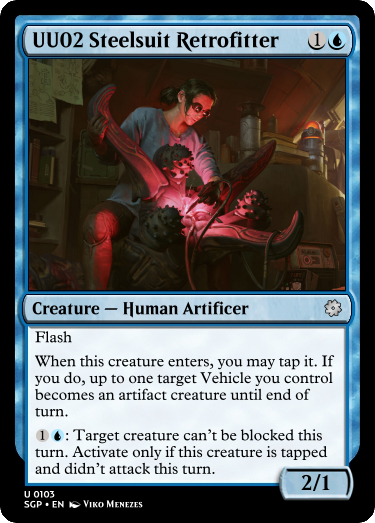 UU02 Steelsuit Retrofitter 1
Creature — Human Artificer
Flash
When this creature enters, you may tap it. If
you do, up to one target Vehicle you control
becomes an artifact creature until end of
turn.
1: Target creature can't be blocked this
turn. Activate only if this creature is tapped
and didn't attack this turn.
2/1
U 0103
SGP • EN Viko Menezes